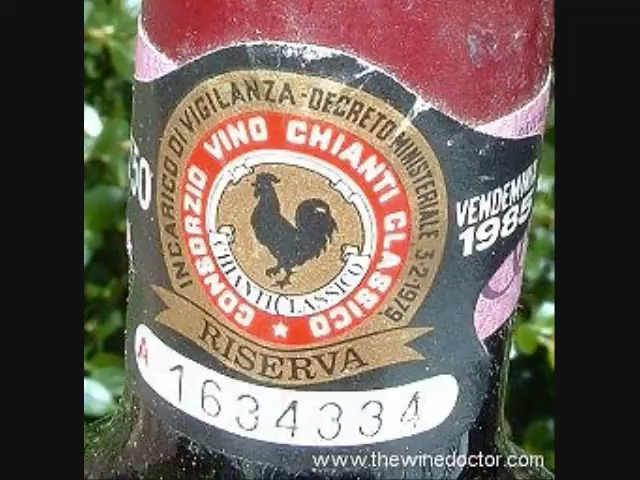 INCARICO DI VIGILANZA - DECRETO MINISTERIALE 3-2-1979
CONSORZIO VINO CHIANTI CLASSICO
CHIANTI CLASSICO
RISERVA
VENDEMMIA
1985
A 1634334
www.thewinedoctor.com